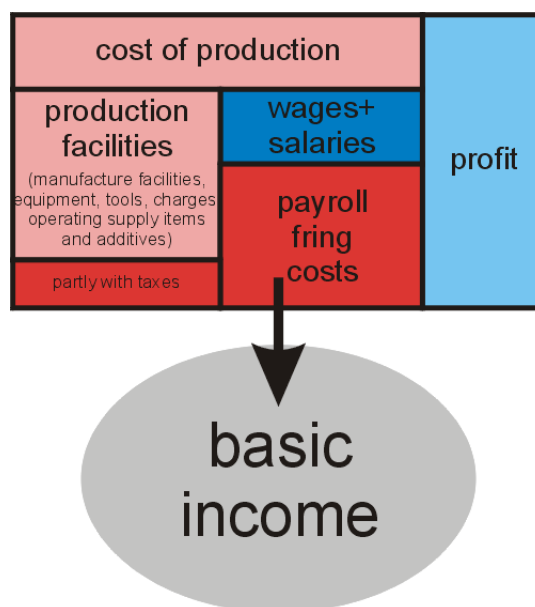 cost of production
production
facilities
(manufacture facilities,
equipment, tools, charges
operating supply items
and additives)
partly with taxes
wages+
salaries
payroll
fring
costs
profit
basic
income